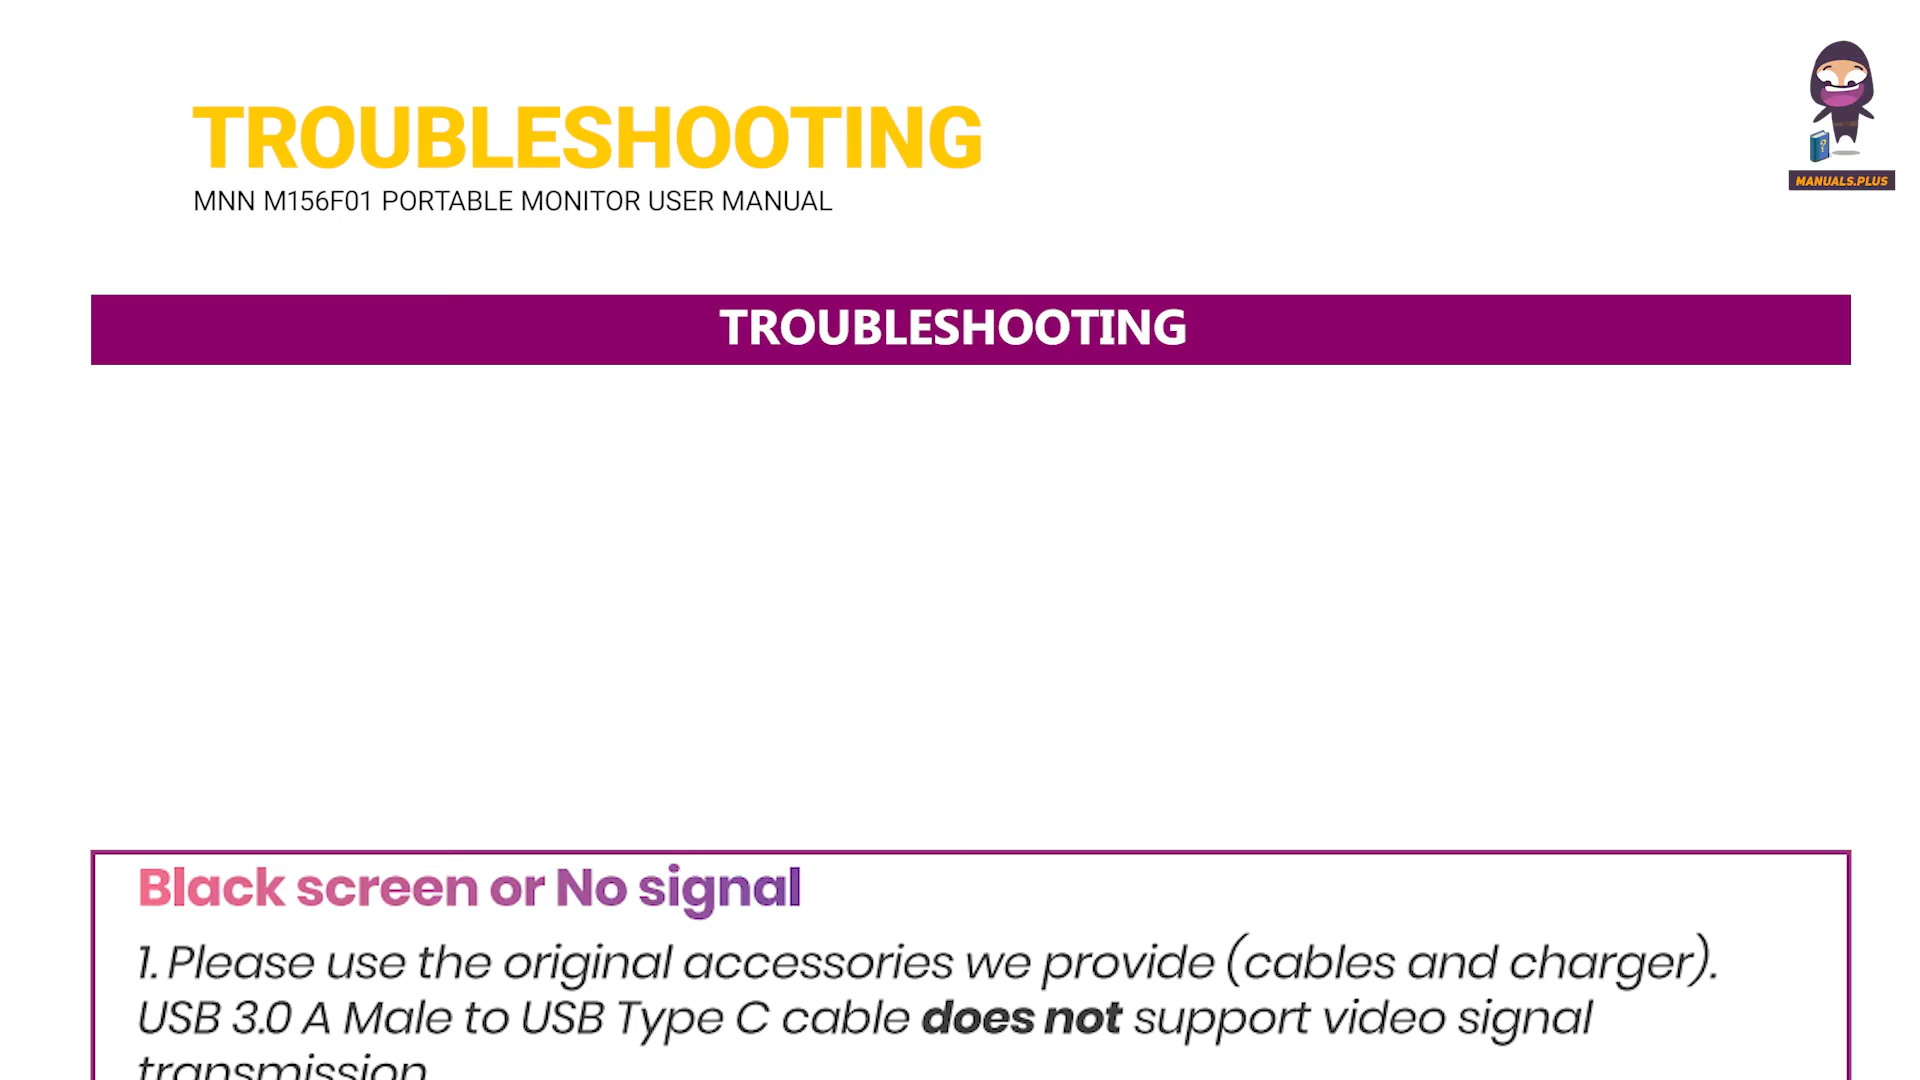 TROUBLESHOOTING
MNN M156F01 PORTABLE MONITOR USER MANUAL
MANUALS.PLUS
TROUBLESHOOTING
Black screen or No signal
1. Please use the original accessories we provide (cables and charger).
USB 3.0 A Male to USB Type C cable does not support video signal
transmission